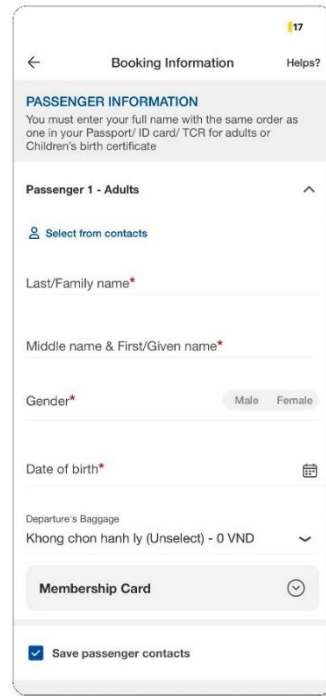 17
Booking Information
Helps?
PASSENGER INFORMATION
You must enter your full name with the same order as
one in your Passport/ ID card/ TCR for adults or
Children's birth certificate
Passenger 1 - Adults
Select from contacts
Last/Family name*
Middle name & First/Given name*
Gender* Male Female
Date of birth*
Departure's Baggage
Khong chon hanh ly (Unselect) - 0 VND
Membership Card
Save passenger contacts